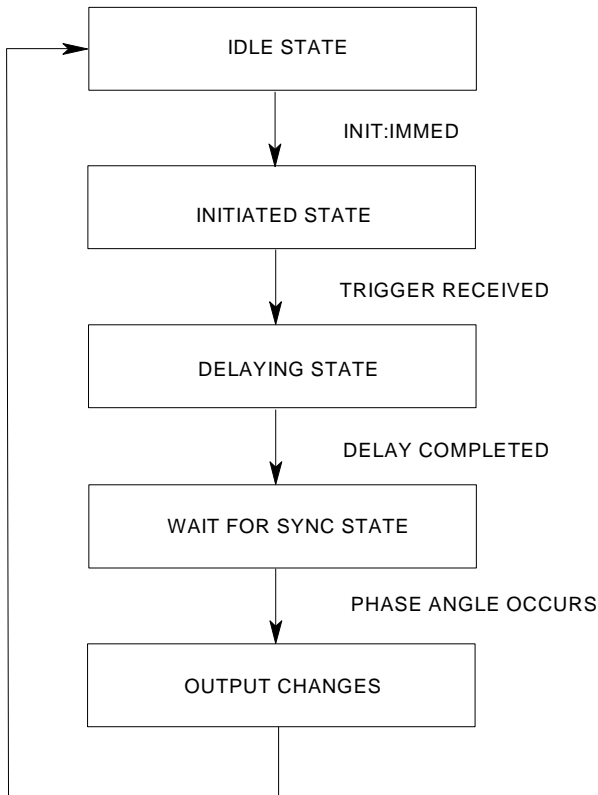 IDLE STATE
INIT:IMMED
INITIATED STATE
TRIGGER RECEIVED
DELAYING STATE
DELAY COMPLETED
WAIT FOR SYNC STATE
PHASE ANGLE OCCURS
OUTPUT CHANGES